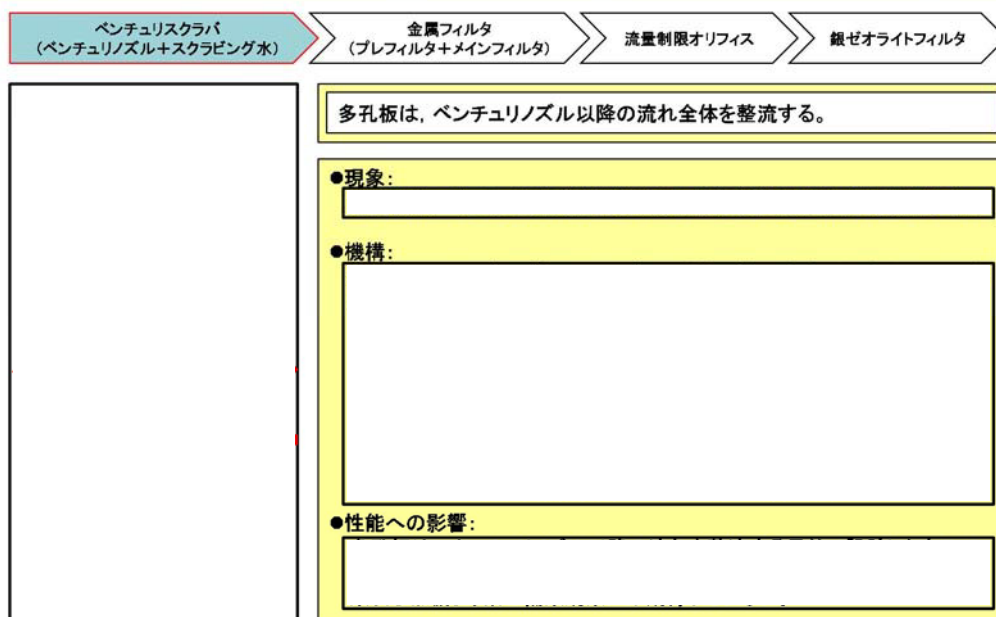 ベンチュリスクラバ
（ベンチュリノズル＋スクラビング水）
金属フィルタ
（プレフィルタ＋メインフィルタ）
流量制限オリフィス
銀ゼオライトフィルタ
多孔板は，ベンチュリノズル以降の流れ全体を整流する。
●現象：
●機構：
●性能への影響：